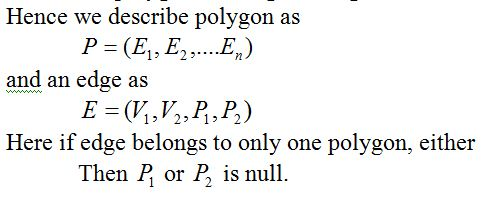 Hence we describe polygon as
P = (E₁, E₂,....Eₙ)
and an edge as
E = (V₁, V₂, P₁, P₂)
Here if edge belongs to only one polygon, either
Then P₁ or P₂ is null.